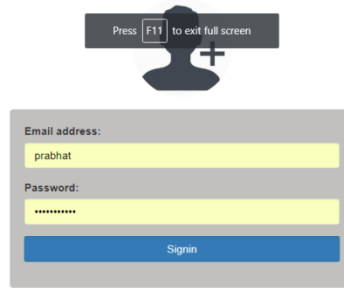 Press F11 to exit full screen
Email address:
prabhat
Password:
•••••••••••
Signin